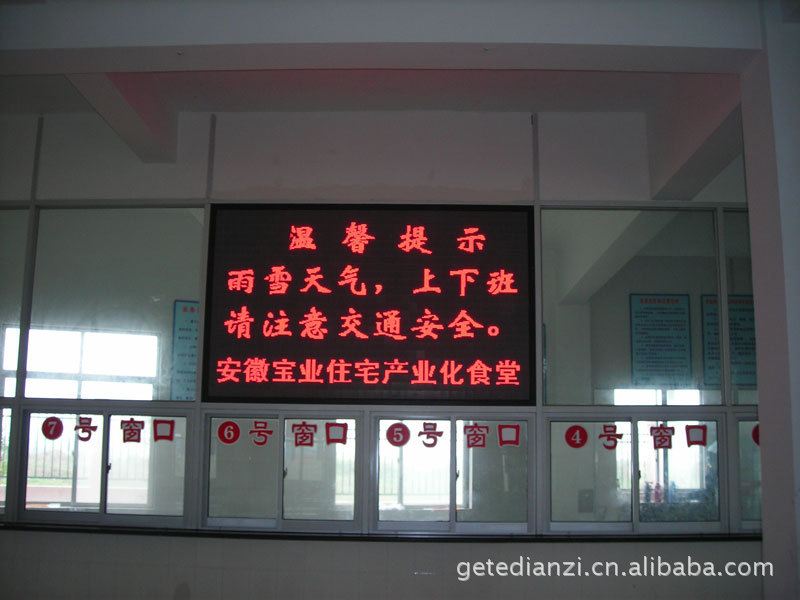 温馨提示
雨雪天气，上下班
请注意交通安全。
安徽宝业住宅产业化食堂
7号窗口
6号窗口
5号窗口
4号窗口
getedianzi.cn.alibaba.com